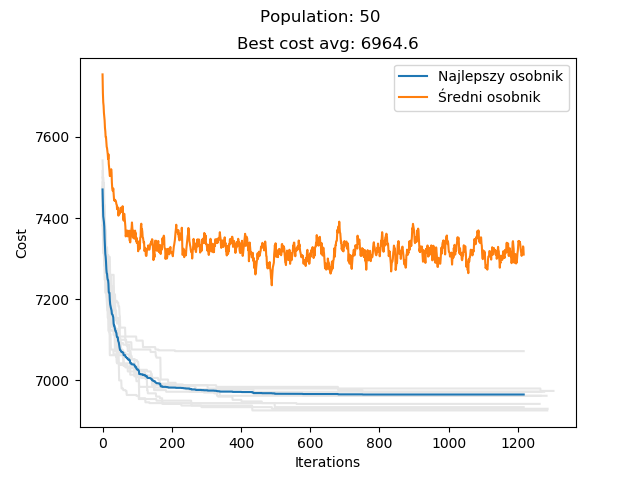 Population: 50
Best cost avg: 6964.6
Najlepszy osobnik
Średni osobnik
7600
7400
7200
7000
Cost
0 200 400 600 800 1000 1200
Iterations